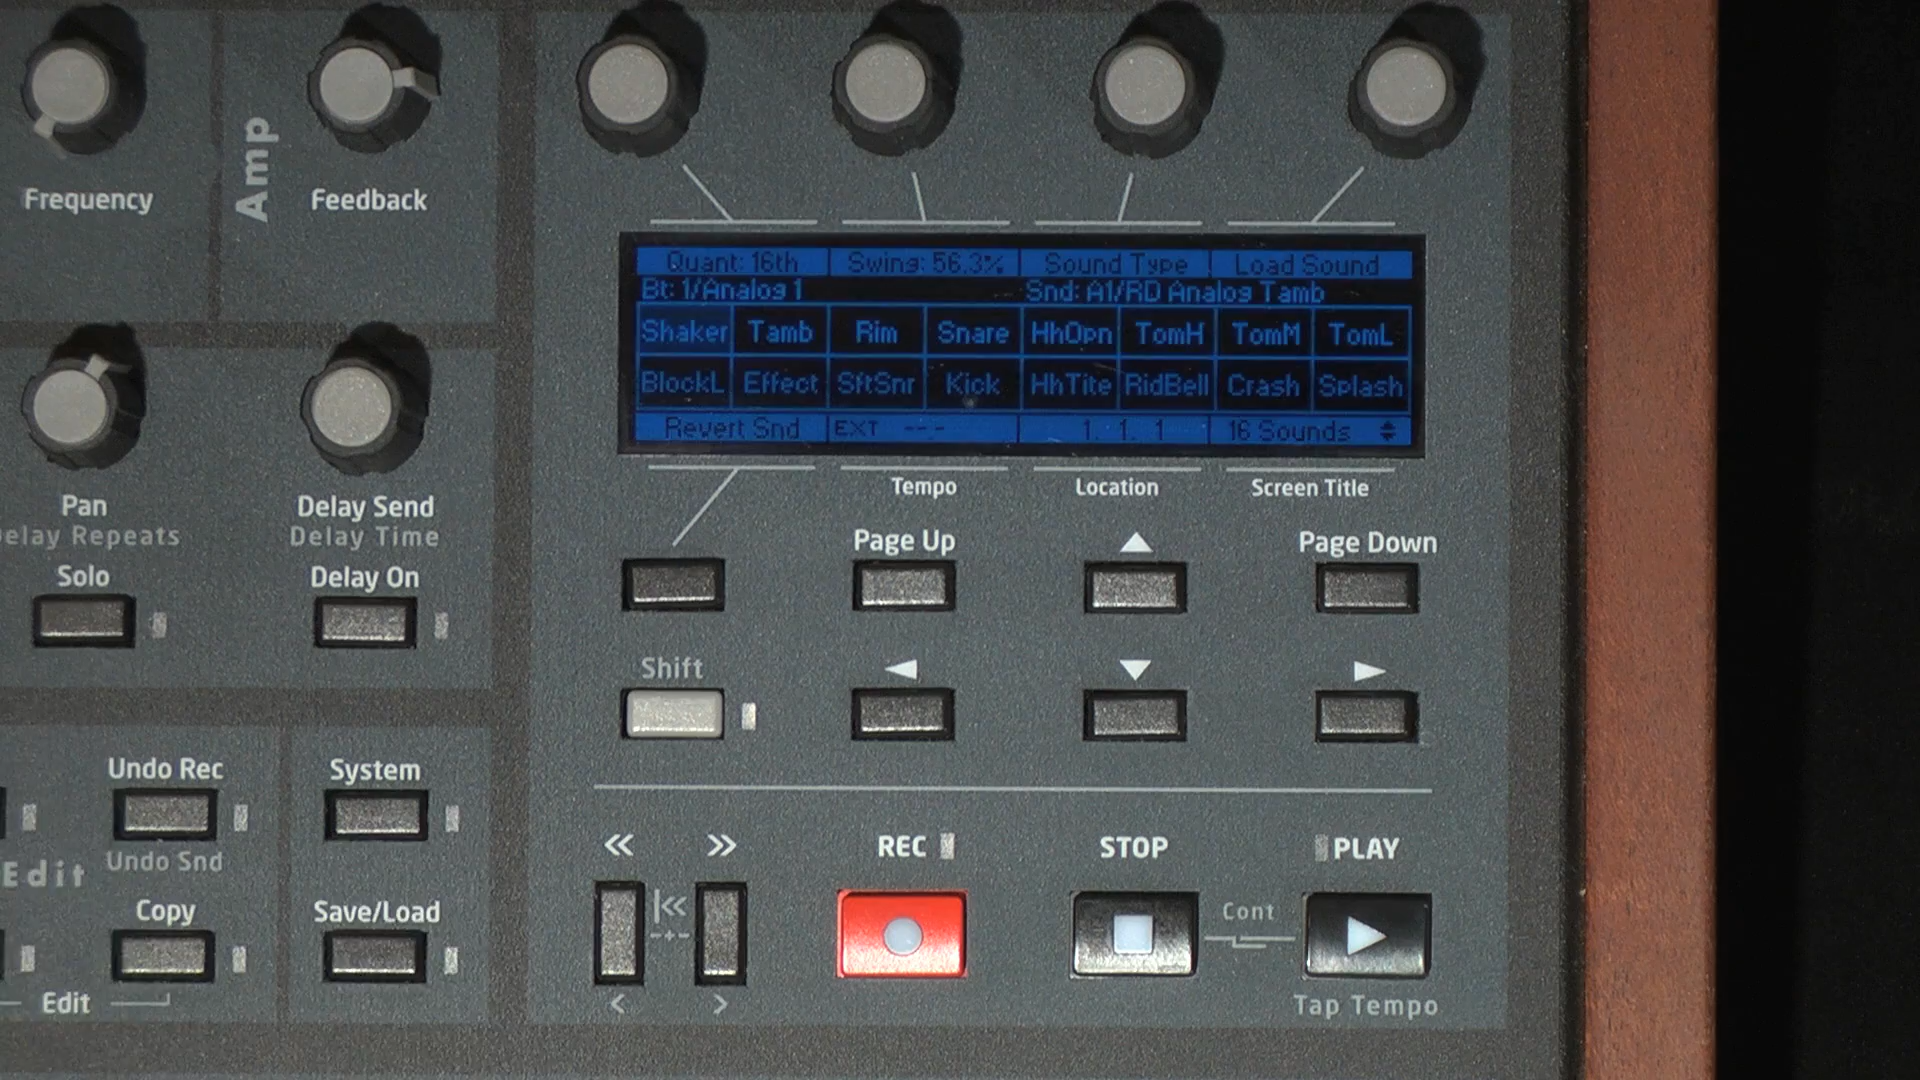 Frequency
Amp
Feedback
Quant: 16th Swing: 56.3% Sound Type Load Sound
Bt: 1/Analog 1 Snd: A1/RD Analog Tamb
Shaker Tamb Rim Snare HhOpn TomH TomM TomL
BlockL Effect SftSnr Kick HhTite RidBell Crash Splash
Revert Snd EXT --.- 1. 1. 1 16 Sounds
Tempo Location Screen Title
Pan
Delay Send
elay Repeats
Delay Time
Solo
Delay On
Page Up
Page Down
Shift
Undo Rec
System
Undo Snd
Edit
Copy
Save/Load
Edit
<< >>
|<<
< >
REC
STOP
PLAY
Cont
Tap Tempo